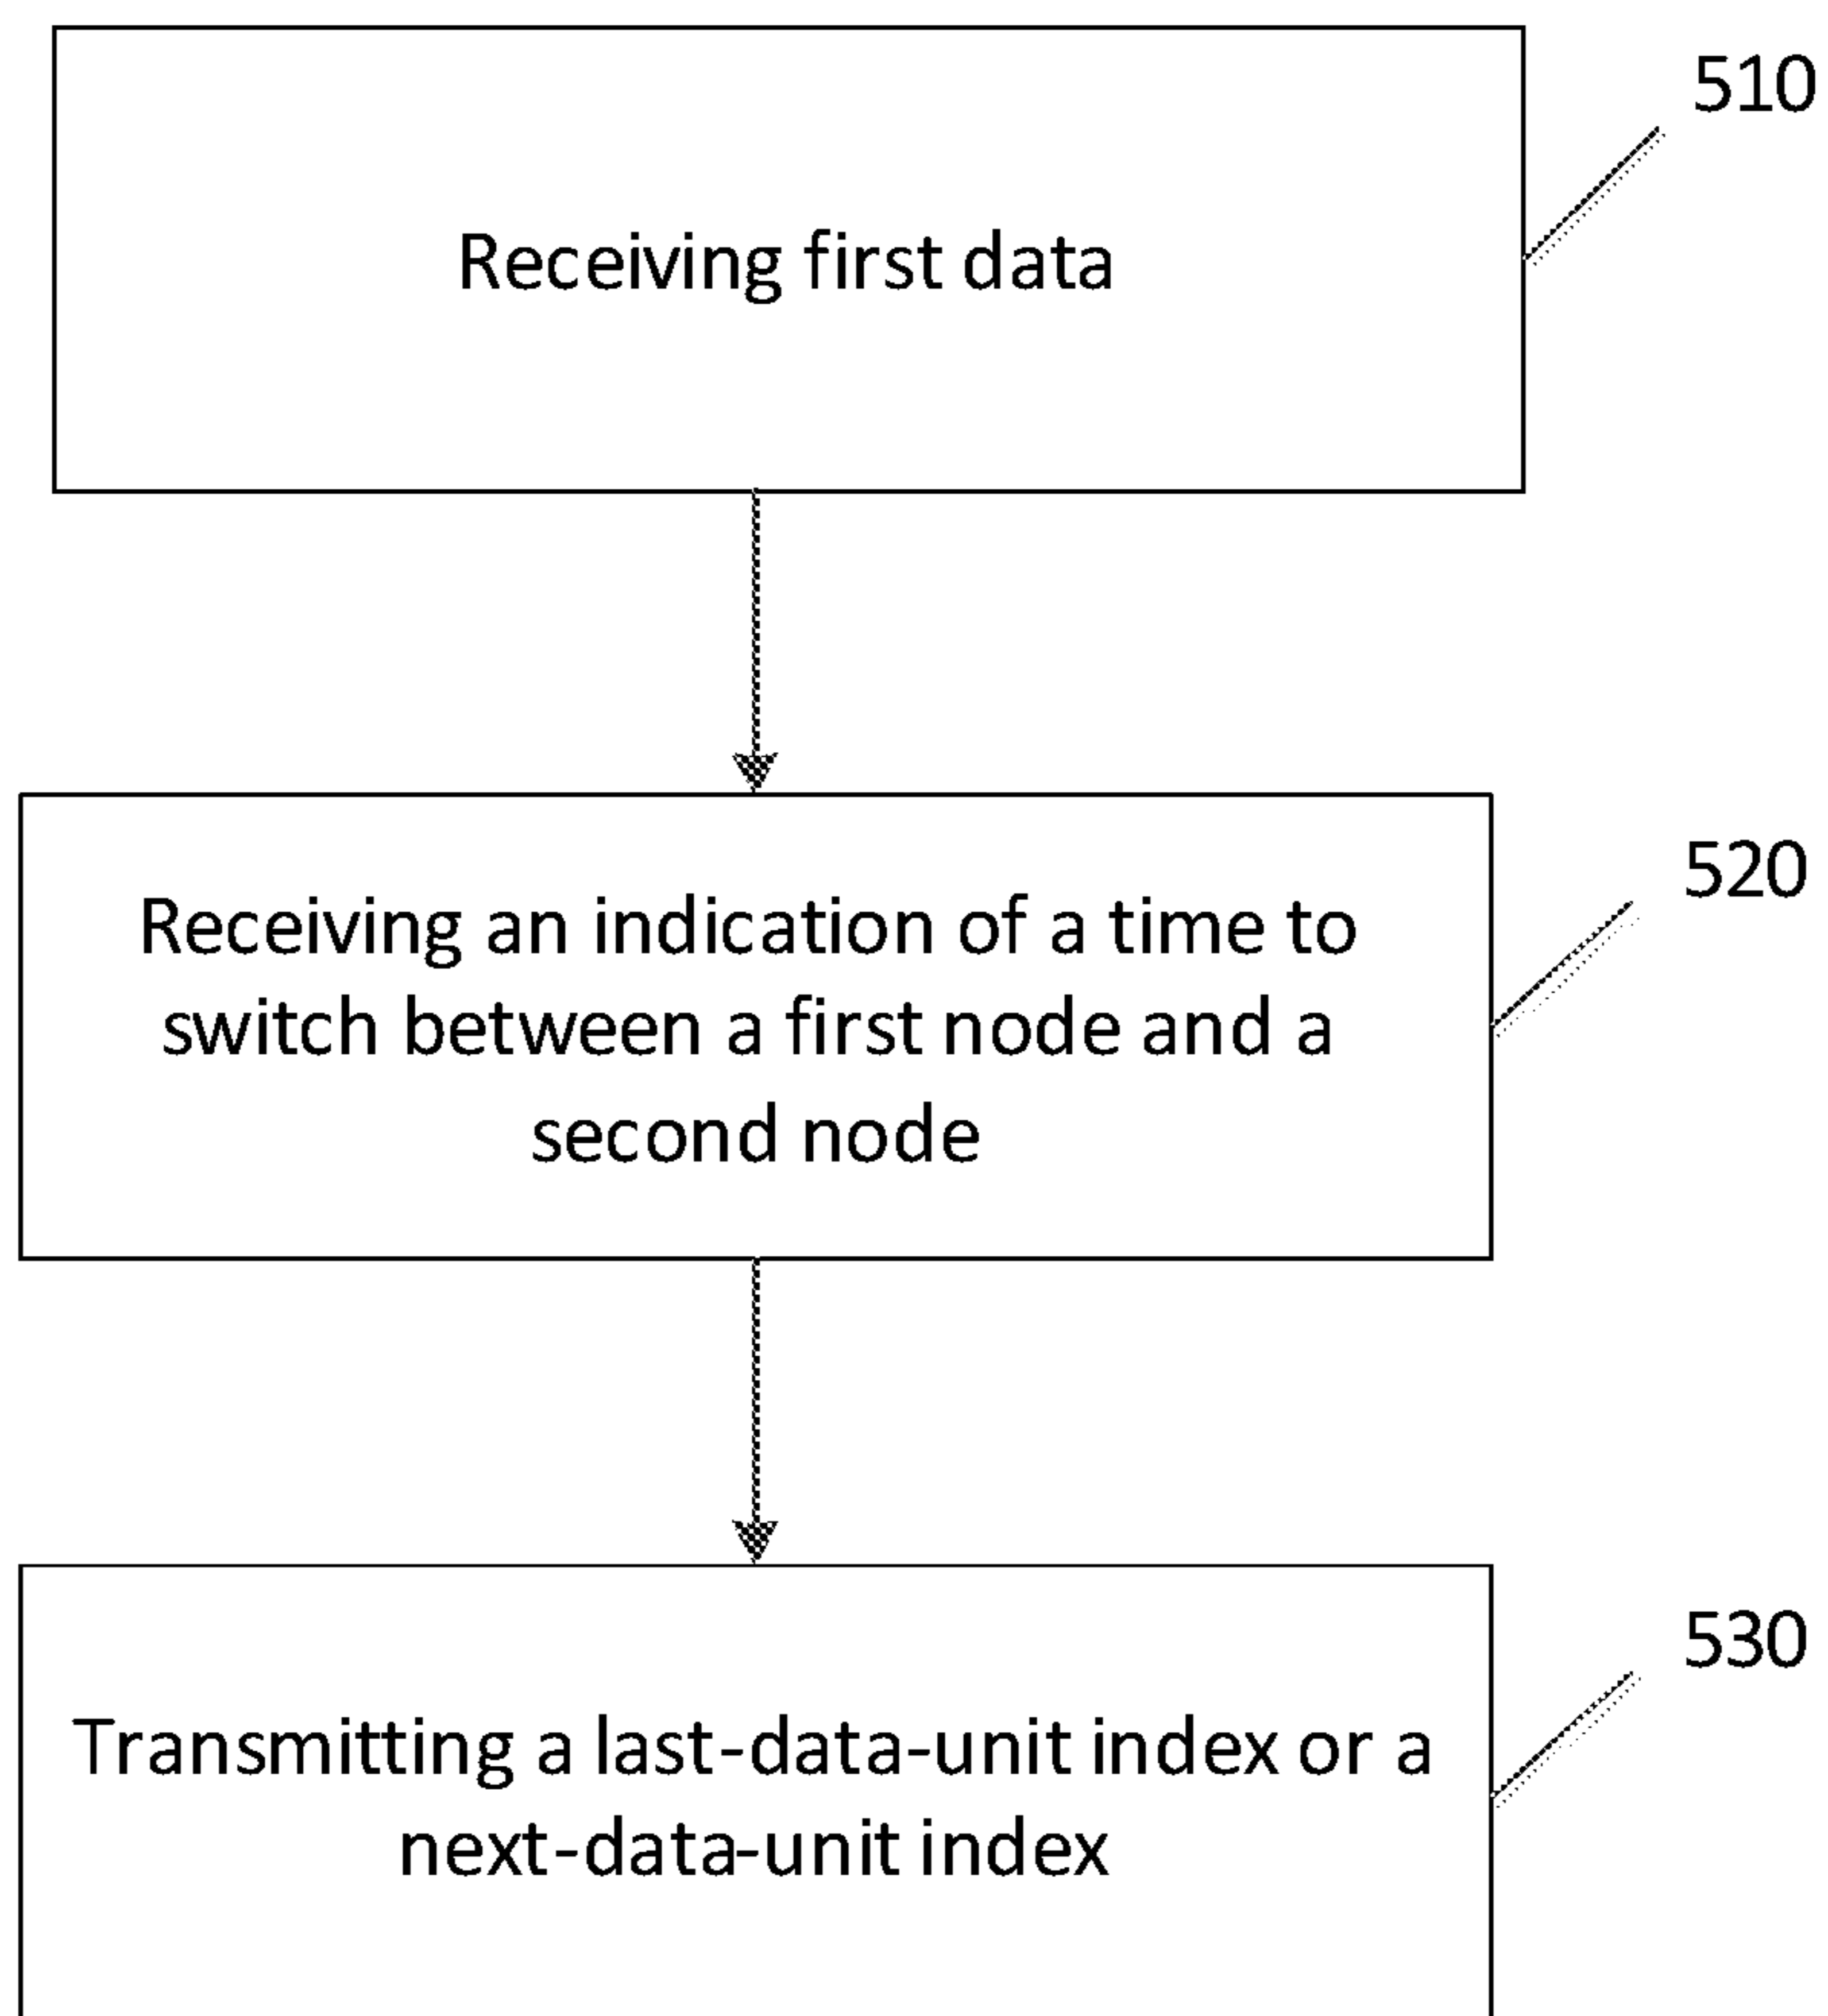 510
Receiving first data
520
Receiving an indication of a time to
switch between a first node and a
second node
530
Transmitting a last-data-unit index or a
next-data-unit index